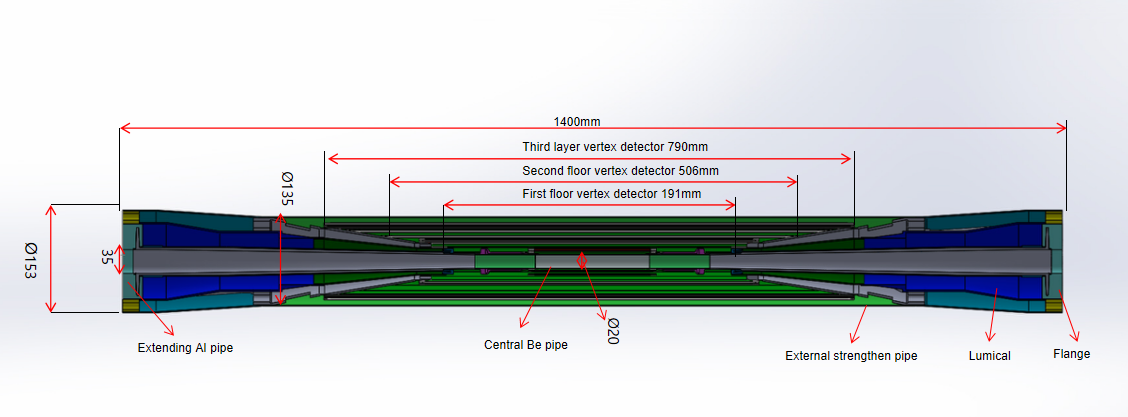 1400mm
Third layer vertex detector 790mm
Second floor vertex detector 506mm
First floor vertex detector 191mm
Ø135
Ø153
35
Ø20
Extending Al pipe
Central Be pipe
External strengthen pipe
Lumical
Flange